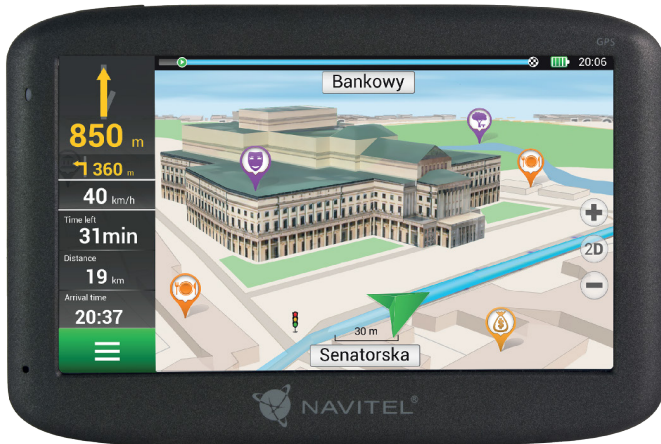 GPS
20:06
Bankowy
850 m
360 m
40 km/h
Time left
31min
Distance
19 km
Arrival time
20:37
2D
30 m
Senatorska
NAVITEL®